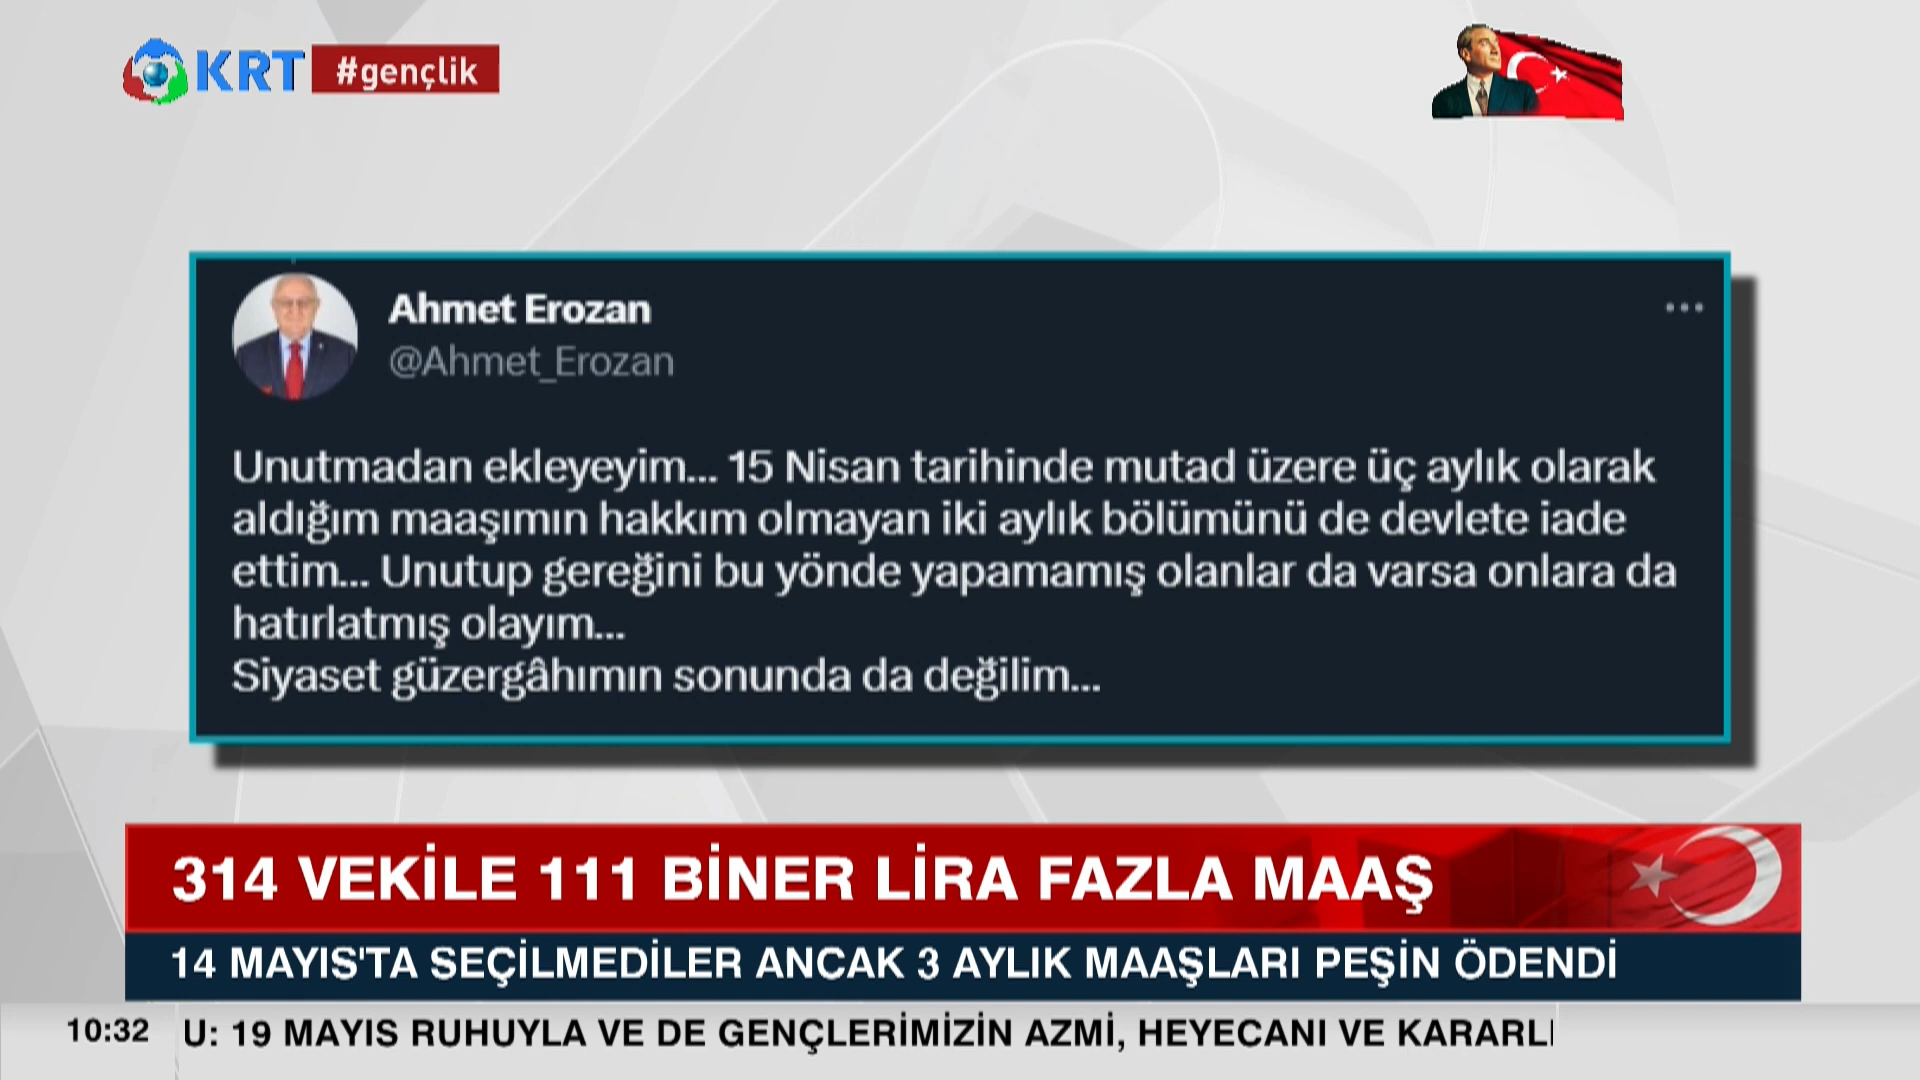 KRT #gençlik
Ahmet Erozan
@Ahmet_Erozan
Unutmadan ekleyeyim... 15 Nisan tarihinde mutad üzere üç aylık olarak
aldığım maaşımın hakkım olmayan iki aylık bölümünü de devlete iade
ettim... Unutup gereğini bu yönde yapamamış olanlar da varsa onlara da
hatırlatmış olayım...
Siyaset güzergâhımın sonunda da değilim...
314 VEKİLE 111 BİNER LİRA FAZLA MAAŞ
14 MAYIS'TA SEÇİLMEDİLER ANCAK 3 AYLIK MAAŞLARI PEŞİN ÖDENDİ
10:32 U: 19 MAYIS RUHUYLA VE DE GENÇLERİMİZİN AZMİ, HEYECANI VE KARARLI